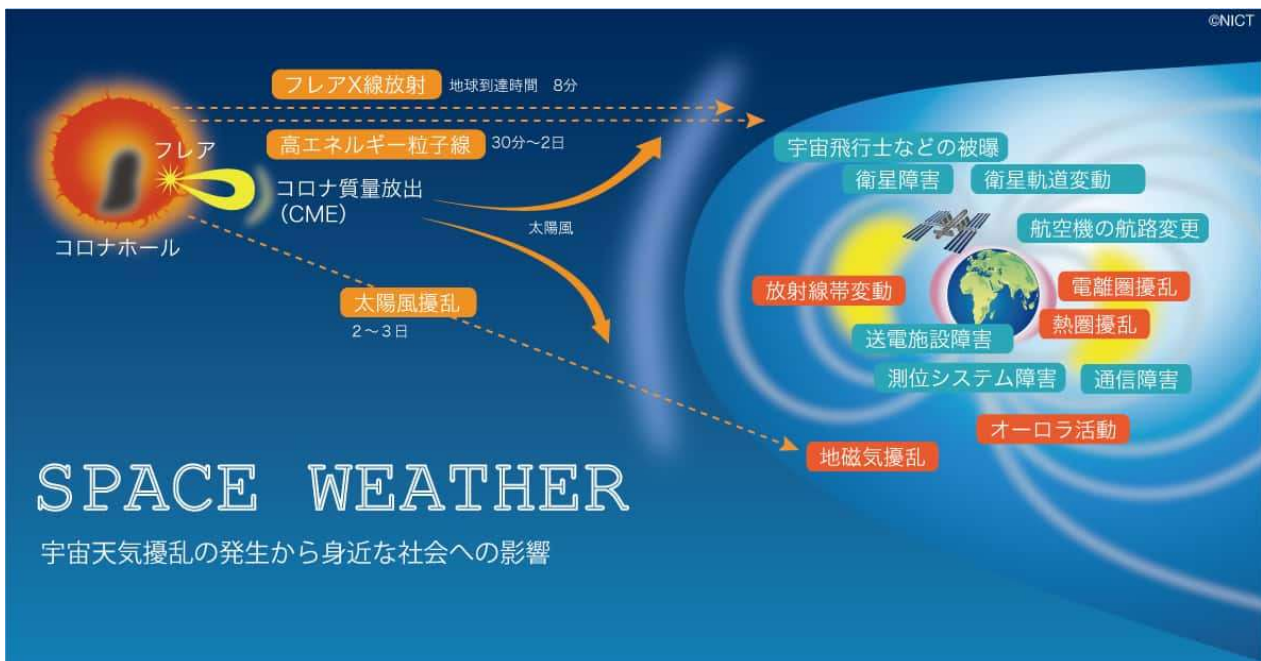 ©NICT
フレアX線放射 地球到達時間 8分
高エネルギー粒子線 30分～2日
フレア
コロナ質量放出
(CME)
コロナホール
太陽風
太陽風擾乱
2～3日
宇宙飛行士などの被曝
衛星障害 衛星軌道変動
航空機の航路変更
放射線帯変動
電離圏擾乱
熱圏擾乱
送電施設障害
測位システム障害 通信障害
オーロラ活動
地磁気擾乱
SPACE WEATHER
宇宙天気擾乱の発生から身近な社会への影響